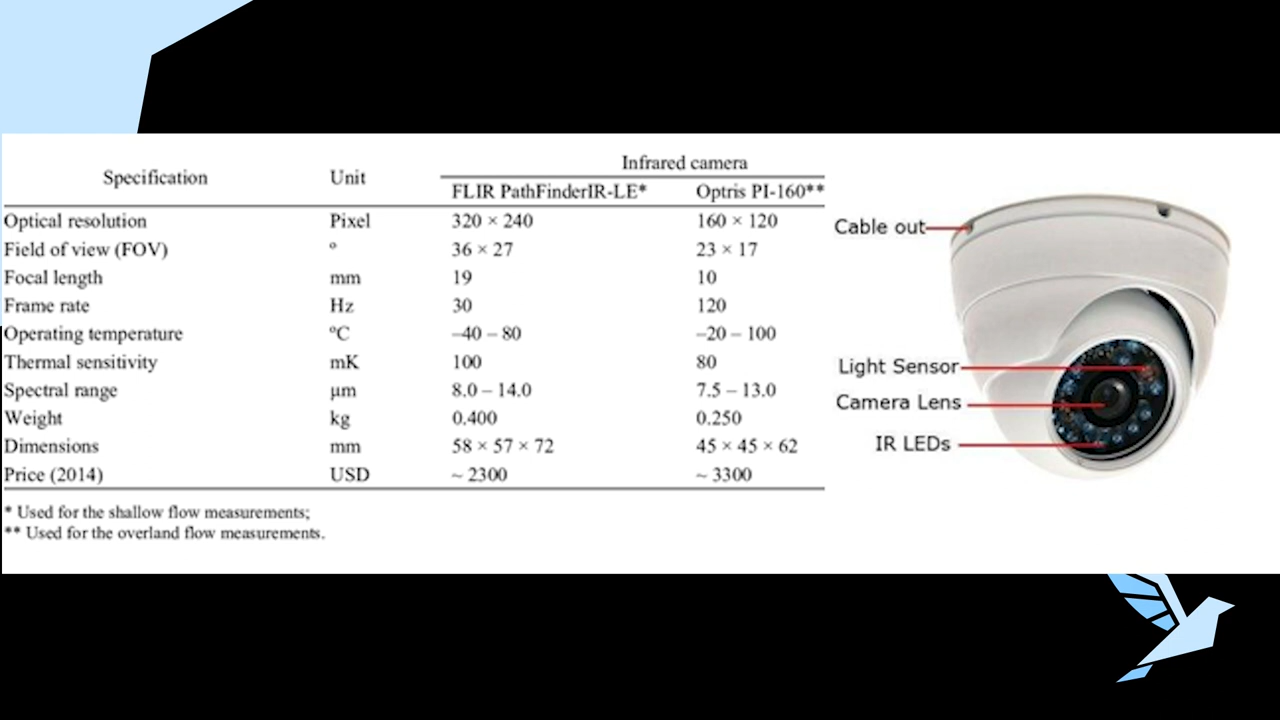 Infrared camera
Specification Unit FLIR PathFinderIR-LE* Optris PI-160**
Optical resolution Pixel 320 × 240 160 × 120
Field of view (FOV) º 36 × 27 23 × 17
Focal length mm 19 10
Frame rate Hz 30 120
Operating temperature ºC –40 – 80 –20 – 100
Thermal sensitivity mK 100 80
Spectral range µm 8.0 – 14.0 7.5 – 13.0
Weight kg 0.400 0.250
Dimensions mm 58 × 57 × 72 45 × 45 × 62
Price (2014) USD ~ 2300 ~ 3300
* Used for the shallow flow measurements;
** Used for the overland flow measurements.
Cable out
Light Sensor
Camera Lens
IR LEDs